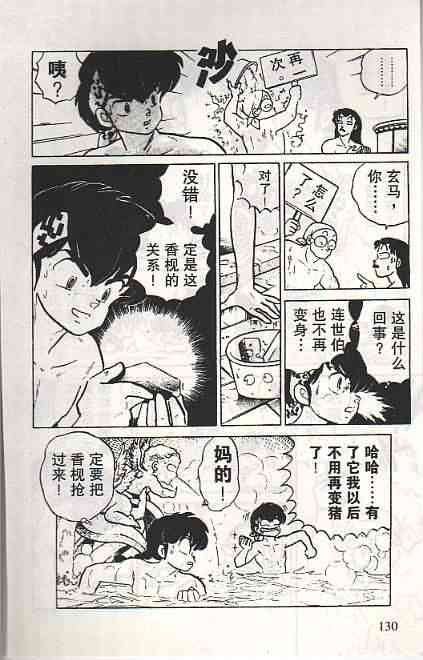 …………
再一
次。
沙
咦？
玄马，
你……
怎么
了？
对了…
这是什么
回事？
连世伯
也不再
变身…
没错！
一定是这
香枧的
关系！
哈哈……有
了它我以后
不用再变猪
了！
妈的！
一定要把
香枧抢
过来！
130